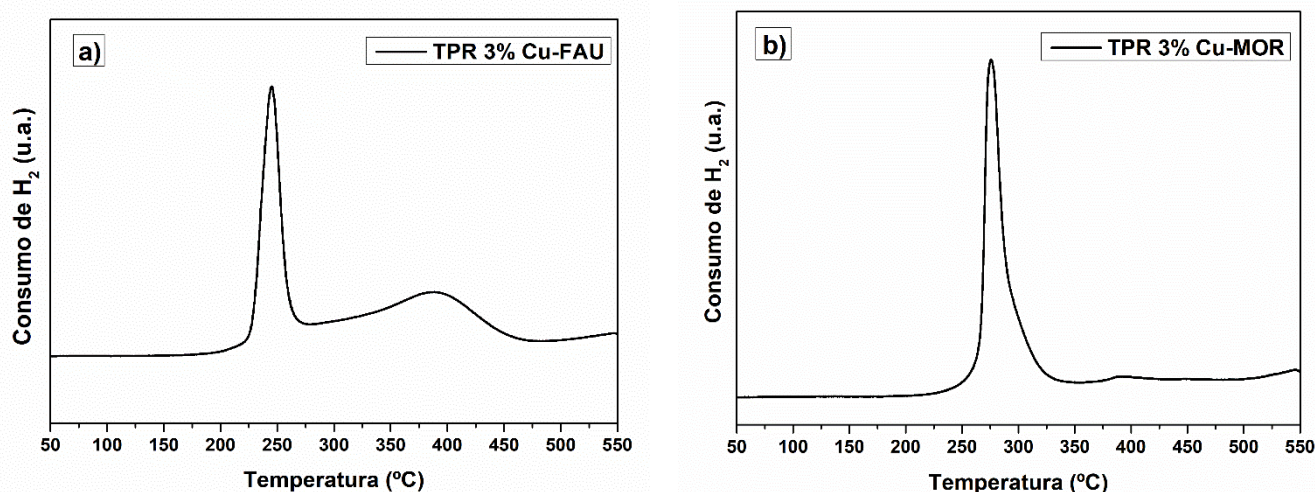 a)
TPR 3% Cu-FAU
Consumo de H₂ (u.a.)
50 100 150 200 250 300 350 400 450 500 550
Temperatura (ºC)
b)
TPR 3% Cu-MOR
Consumo de H₂ (u.a.)
50 100 150 200 250 300 350 400 450 500 550
Temperatura (ºC)